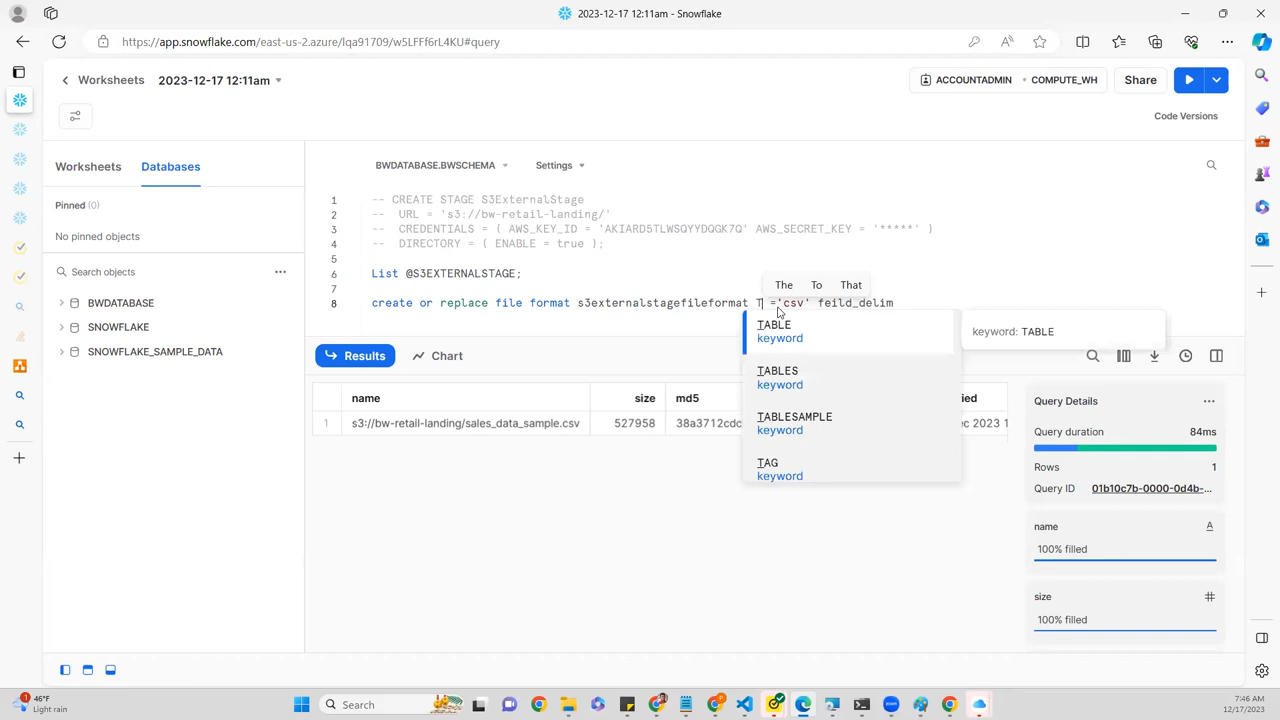 2023-12-17 12:11am - Snowflake
https://app.snowflake.com/east-us-2.azure/lqa91709/w5LFFf6rL4KU#query
Worksheets
2023-12-17 12:11am
ACCOUNTADMIN
COMPUTE_WH
Share
Code Versions
Worksheets
Databases
BWDATABASE.BWSCHEMA
Settings
Pinned (0)
No pinned objects
Search objects
BWDATABASE
SNOWFLAKE
SNOWFLAKE_SAMPLE_DATA
1 -- CREATE STAGE S3ExternalStage
2 -- URL = 's3://bw-retail-landing/'
3 -- CREDENTIALS = ( AWS_KEY_ID = 'AKIARD5TLWSQYYDQGK7Q' AWS_SECRET_KEY = '*****' )
4 -- DIRECTORY = ( ENABLE = true );
5
6 List @S3EXTERNALSTAGE;
7
8 create or replace file format s3externalstagefileformat T ='csv' feild_delim
The To That
TABLE
keyword
keyword: TABLE
TABLES
keyword
TABLESAMPLE
keyword
TAG
keyword
Results
Chart
name size md5 ied
1 s3://bw-retail-landing/sales_data_sample.csv 527958 38a3712cdc ec 2023 1
Query Details
Query duration 84ms
Rows 1
Query ID 01b10c7b-0000-0d4b-...
name A
100% filled
size #
100% filled
1
46°F
Light rain
Search
7:46 AM
12/17/2023